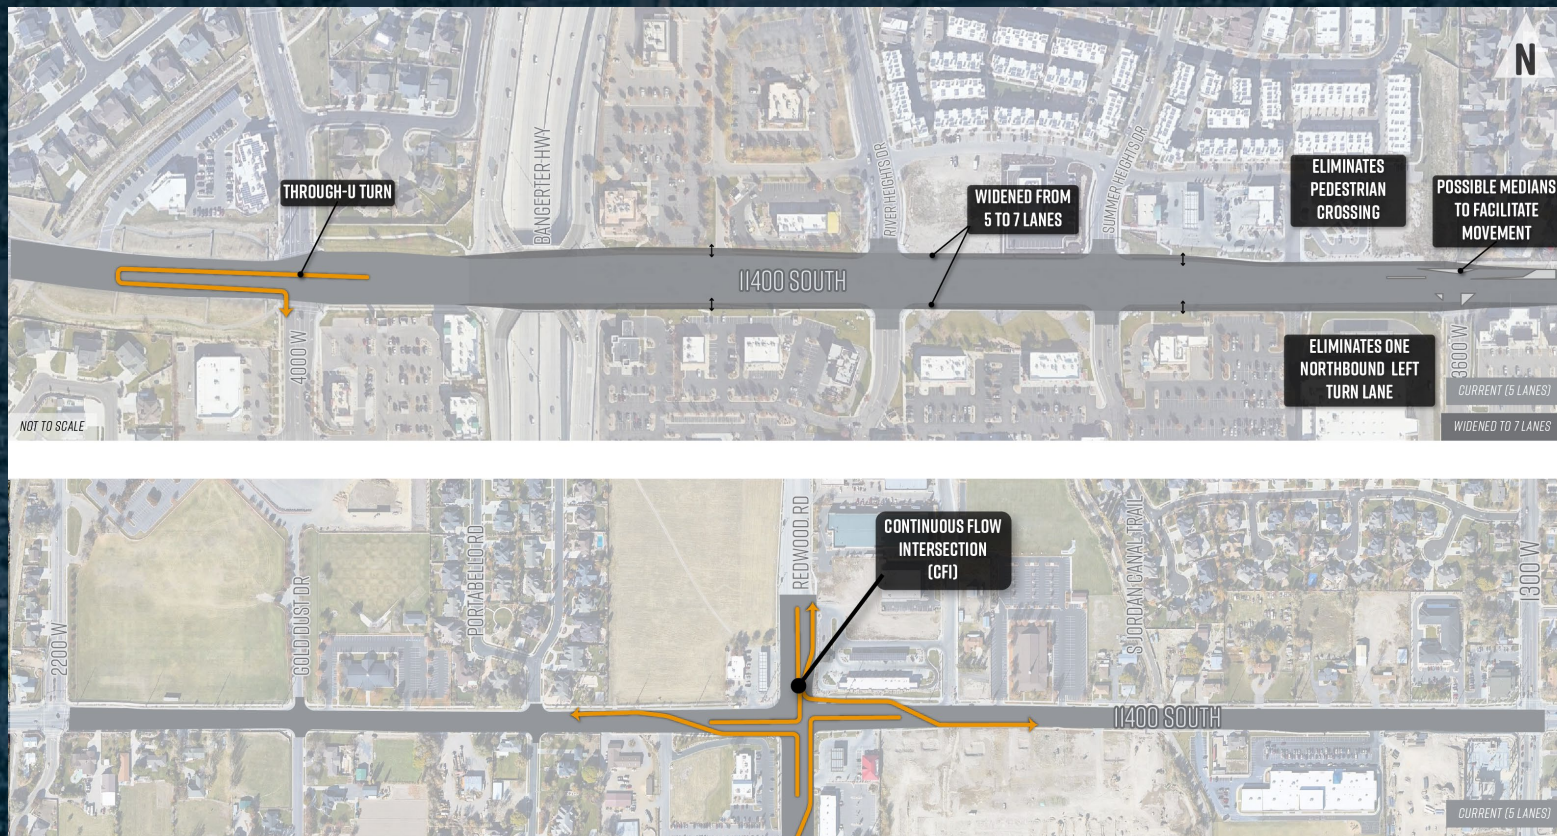 N
THROUGH-U TURN
BANGERTER HWY
RIVER HEIGHTS DR
SUMMER HEIGHTS DR
WIDENED FROM
5 TO 7 LANES
ELIMINATES
PEDESTRIAN
CROSSING
POSSIBLE MEDIANS
TO FACILITATE
MOVEMENT
11400 SOUTH
4000 W
3600 W
ELIMINATES ONE
NORTHBOUND LEFT
TURN LANE
CURRENT (5 LANES)
WIDENED TO 7 LANES
NOT TO SCALE
2200 W
GOLD DUST DR
PORTABELLO RD
REDWOOD RD
CONTINUOUS FLOW
INTERSECTION
(CFI)
S JORDAN CANAL TRAIL
1300 W
11400 SOUTH
CURRENT (5 LANES)